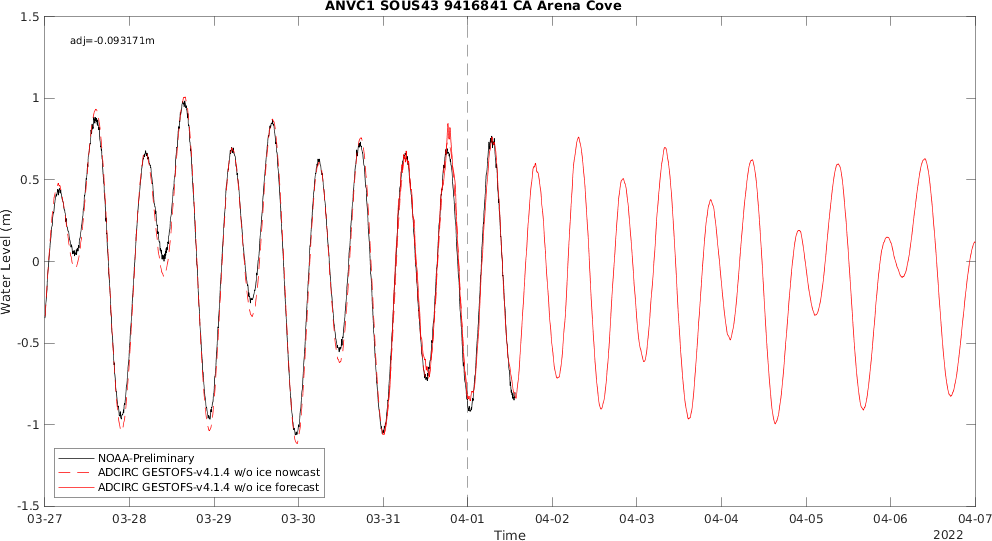 ANVC1 SOUS43 9416841 CA Arena Cove
adj=-0.093171m
1.5
1
0.5
0
-0.5
-1
-1.5
Water Level (m)
NOAA-Preliminary
ADCIRC GESTOFS-v4.1.4 w/o ice nowcast
ADCIRC GESTOFS-v4.1.4 w/o ice forecast
03-27 03-28 03-29 03-30 03-31 04-01 04-02 04-03 04-04 04-05 04-06 04-07
Time
2022